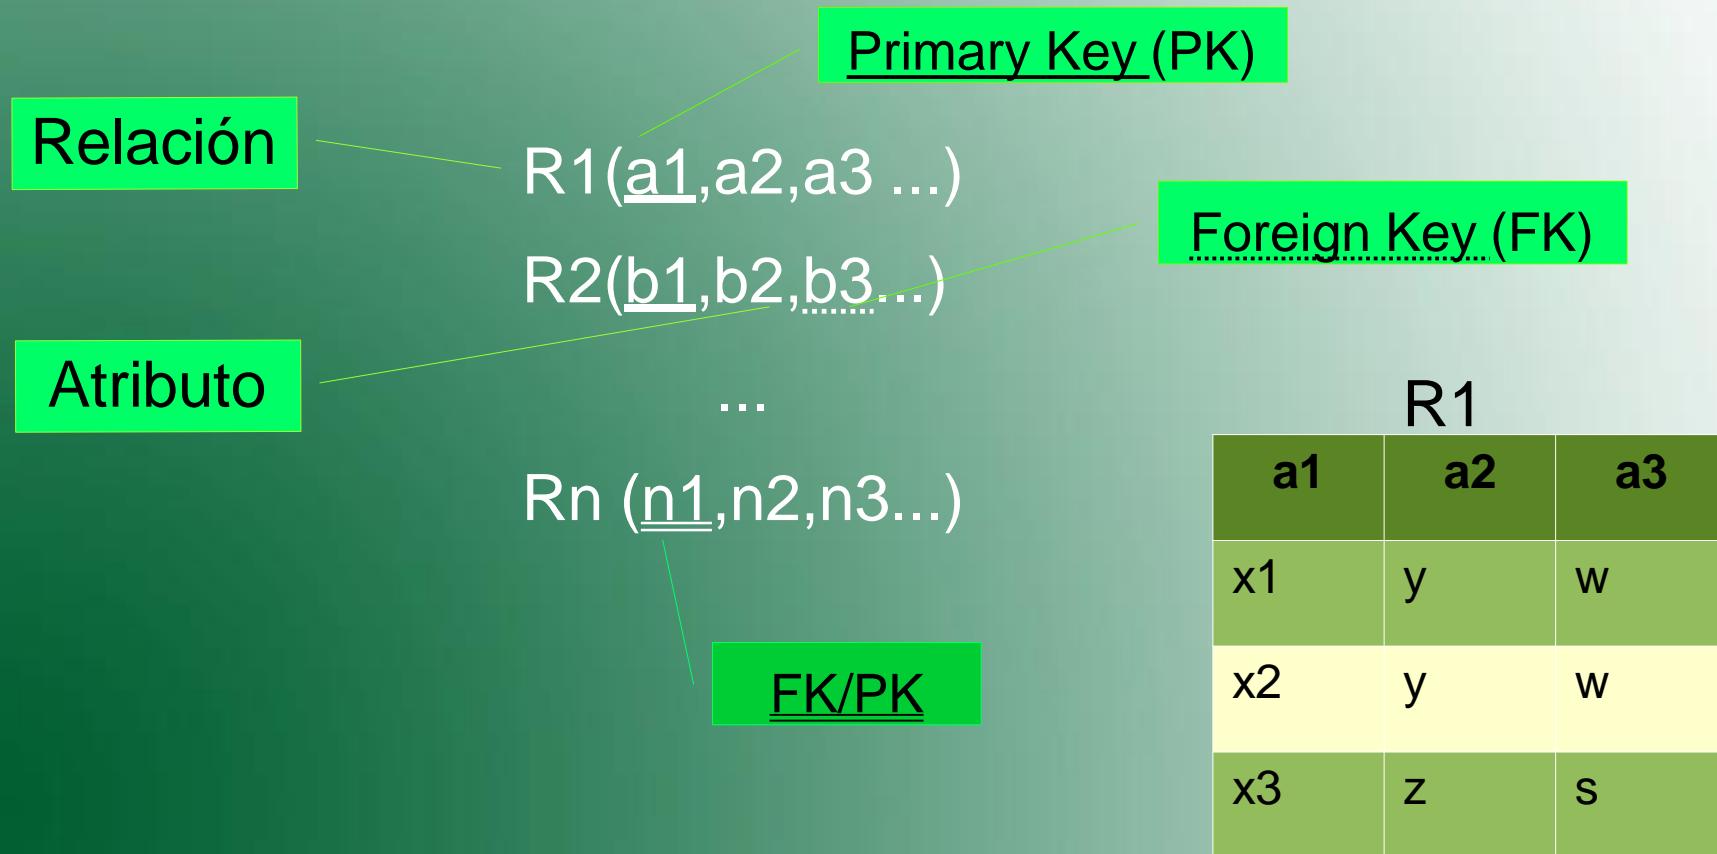 Primary Key (PK)
Relación
R1(a1,a2,a3 ...)
Foreign Key (FK)
R2(b1,b2,b3...)
Atributo
...
R1
a1 a2 a3
Rn (n1,n2,n3...)
x1 y w
FK/PK
x2 y w
x3 z s